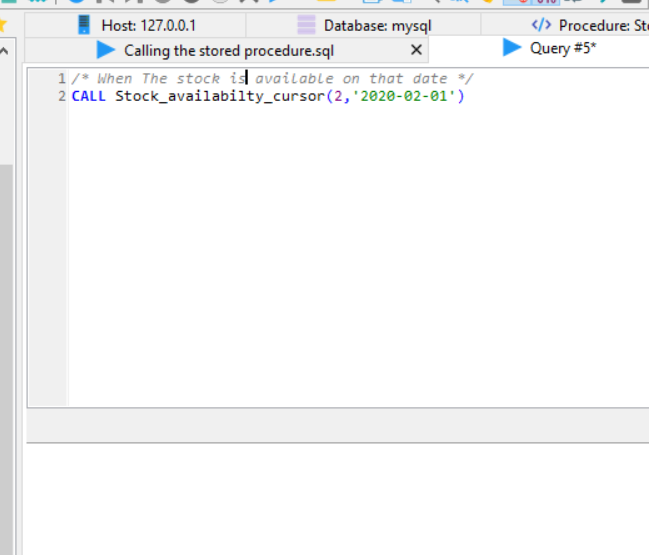 Host: 127.0.0.1 Database: mysql </> Procedure: Sto
Calling the stored procedure.sql Query #5*
1 /* When The stock is available on that date */
2 CALL Stock_availabilty_cursor(2,'2020-02-01')